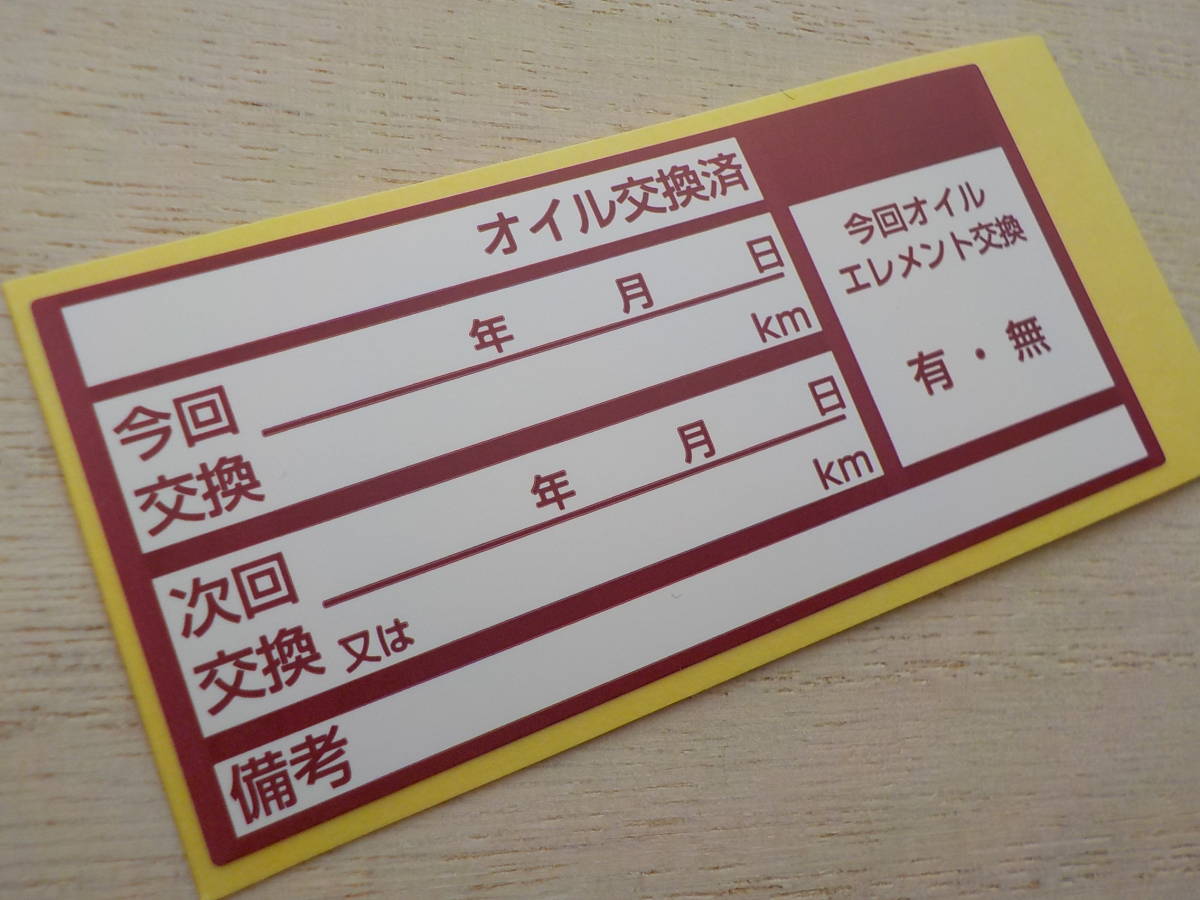 オイル交換済
今回
交換
年 月 日
km
次回
交換 又は
年 月 日
km
備考
今回オイル
エレメント交換
有・無